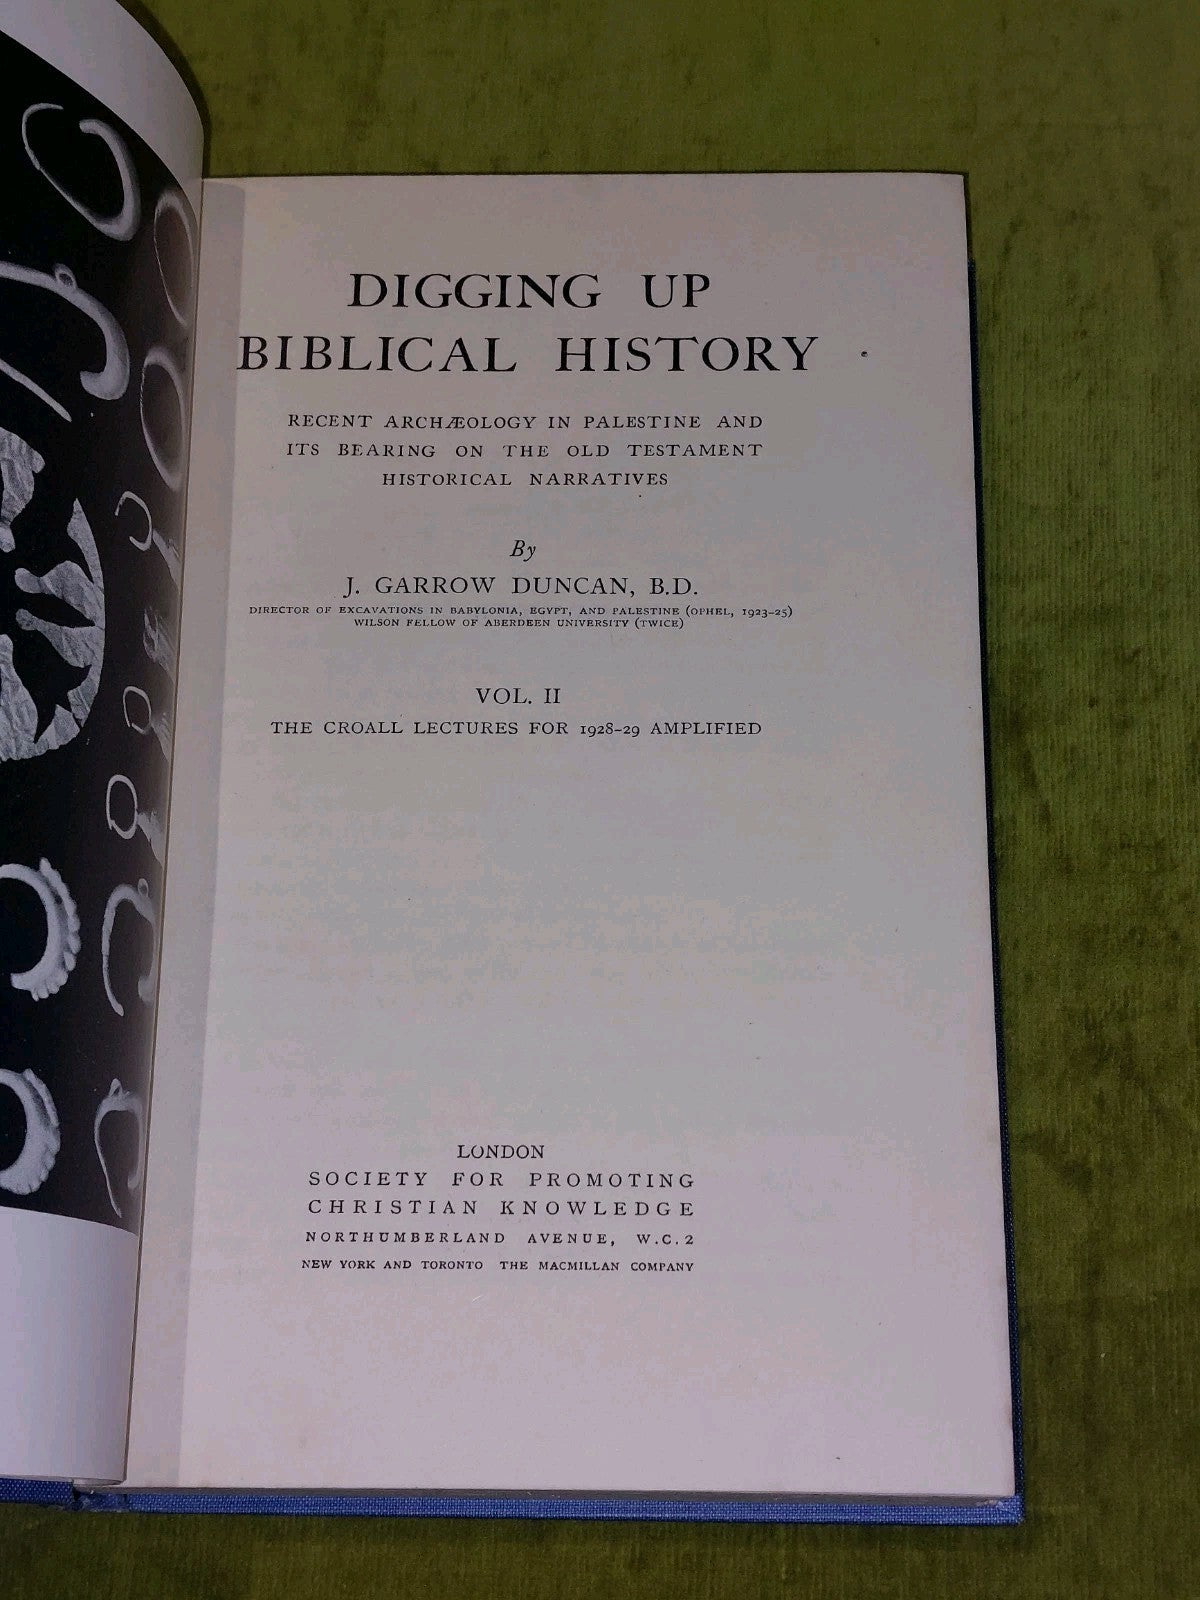 DIGGING UP
BIBLICAL HISTORY
RECENT ARCHÆOLOGY IN PALESTINE AND
ITS BEARING ON THE OLD TESTAMENT
HISTORICAL NARRATIVES
By
J. GARROW DUNCAN, B.D.
DIRECTOR OF EXCAVATIONS IN BABYLONIA, EGYPT, AND PALESTINE (OPHEL, 1923-25)
WILSON FELLOW OF ABERDEEN UNIVERSITY (TWICE)
VOL. II
THE CROALL LECTURES FOR 1928-29 AMPLIFIED
LONDON
SOCIETY FOR PROMOTING
CHRISTIAN KNOWLEDGE
NORTHUMBERLAND AVENUE, W.C.2
NEW YORK AND TORONTO THE MACMILLAN COMPANY